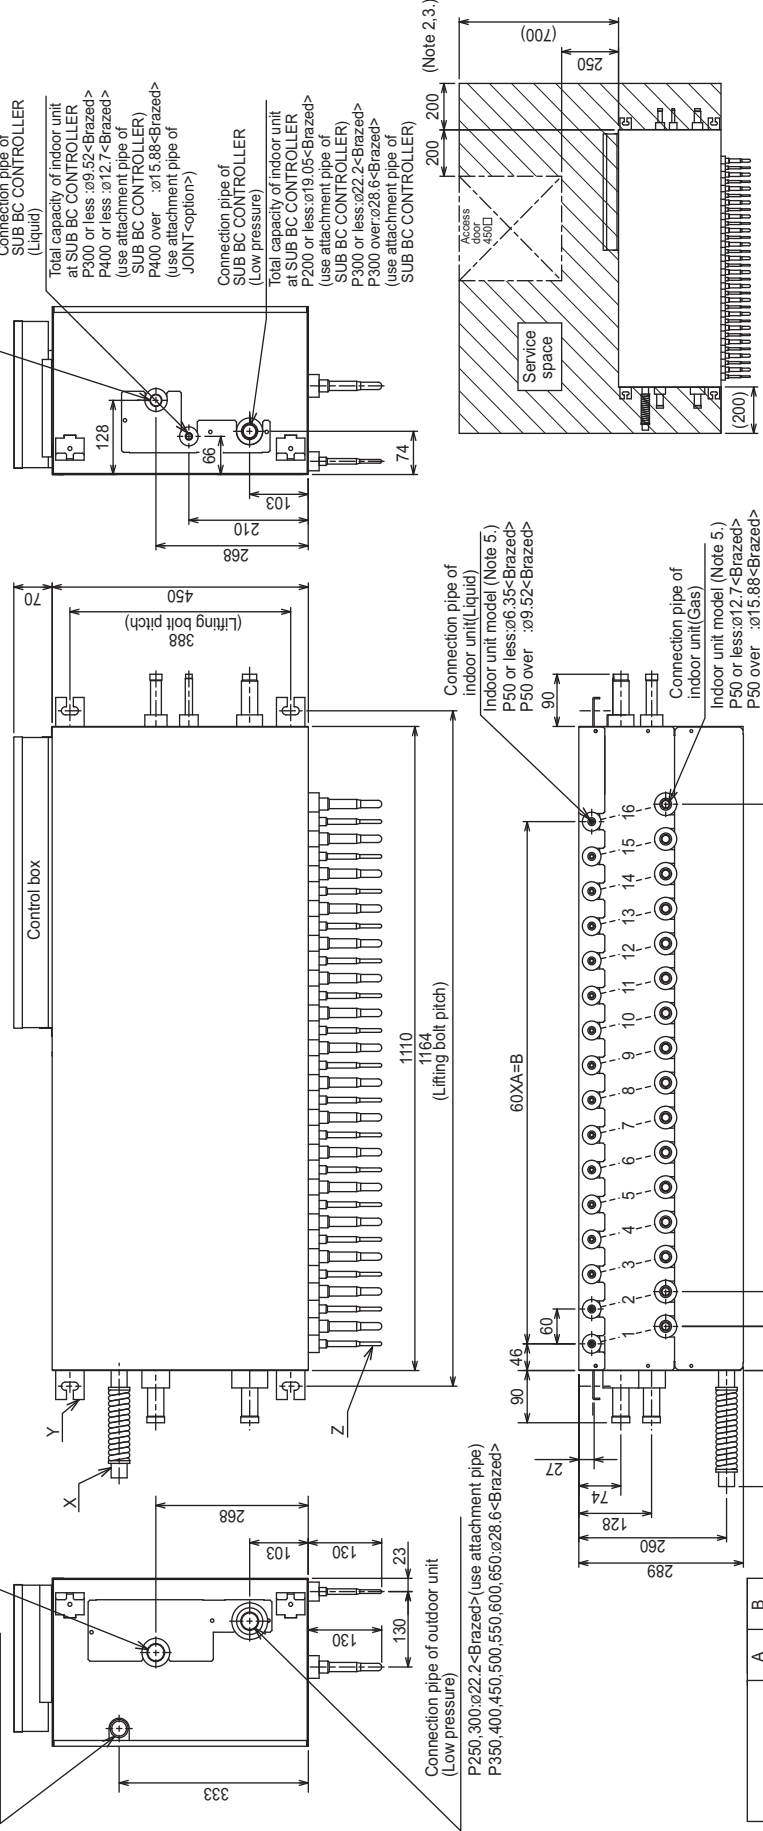 Connection pipe of
SUB BC CONTROLLER
(Liquid)
Total capacity of indoor unit
at SUB BC CONTROLLER
P300 or less :ø9.52<Brazed>
P400 or less :ø12.7<Brazed>
(use attachment pipe of
SUB BC CONTROLLER)
P400 over :ø15.88<Brazed>
(use attachment pipe of
JOINT<option>)
Connection pipe of
SUB BC CONTROLLER
(Low pressure)
Total capacity of indoor unit
at SUB BC CONTROLLER
P200 or less:ø19.05<Brazed>
(use attachment pipe of
SUB BC CONTROLLER)
P300 or less:ø22.2<Brazed>
P300 over:ø28.6<Brazed>
(use attachment pipe of
SUB BC CONTROLLER)
128
66
74
103
210
268
(Note 2,3.)
200
200
(700)
250
Access
door
450□
Service
space
(200)
70
450
388
(Lifting bolt pitch)
Control box
1110
1164
(Lifting bolt pitch)
X
Y
Z
333
268
103
130
130
130
23
Connection pipe of outdoor unit
(Low pressure)
P250,300:ø22.2<Brazed>(use attachment pipe)
P350,400,450,500,550,600,650:ø28.6<Brazed>
Connection pipe of
indoor unit(Liquid)
Indoor unit model (Note 5.)
P50 or less:ø6.35<Brazed>
P50 over :ø9.52<Brazed>
Connection pipe of
indoor unit(Gas)
Indoor unit model (Note 5.)
P50 or less:ø12.7<Brazed>
P50 over :ø15.88<Brazed>
90
60XA=B
60
46
90
27
74
128
260
289
1 2 3 4 5 6 7 8 9 10 11 12 13 14 15 16
A B